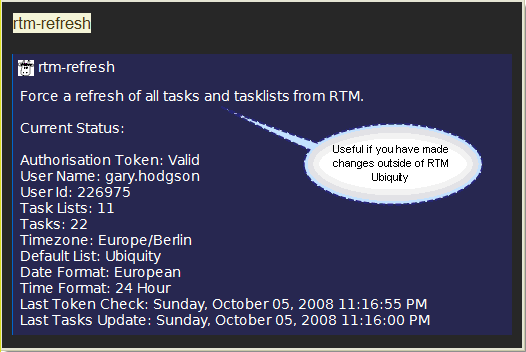 rtm-refresh
rtm-refresh
Force a refresh of all tasks and tasklists from RTM.
Useful if you have made
changes outside of RTM
Ubiquity
Current Status:
Authorisation Token: Valid
User Name: gary.hodgson
User Id: 226975
Task Lists: 11
Tasks: 22
Timezone: Europe/Berlin
Default List: Ubiquity
Date Format: European
Time Format: 24 Hour
Last Token Check: Sunday, October 05, 2008 11:16:55 PM
Last Tasks Update: Sunday, October 05, 2008 11:16:00 PM